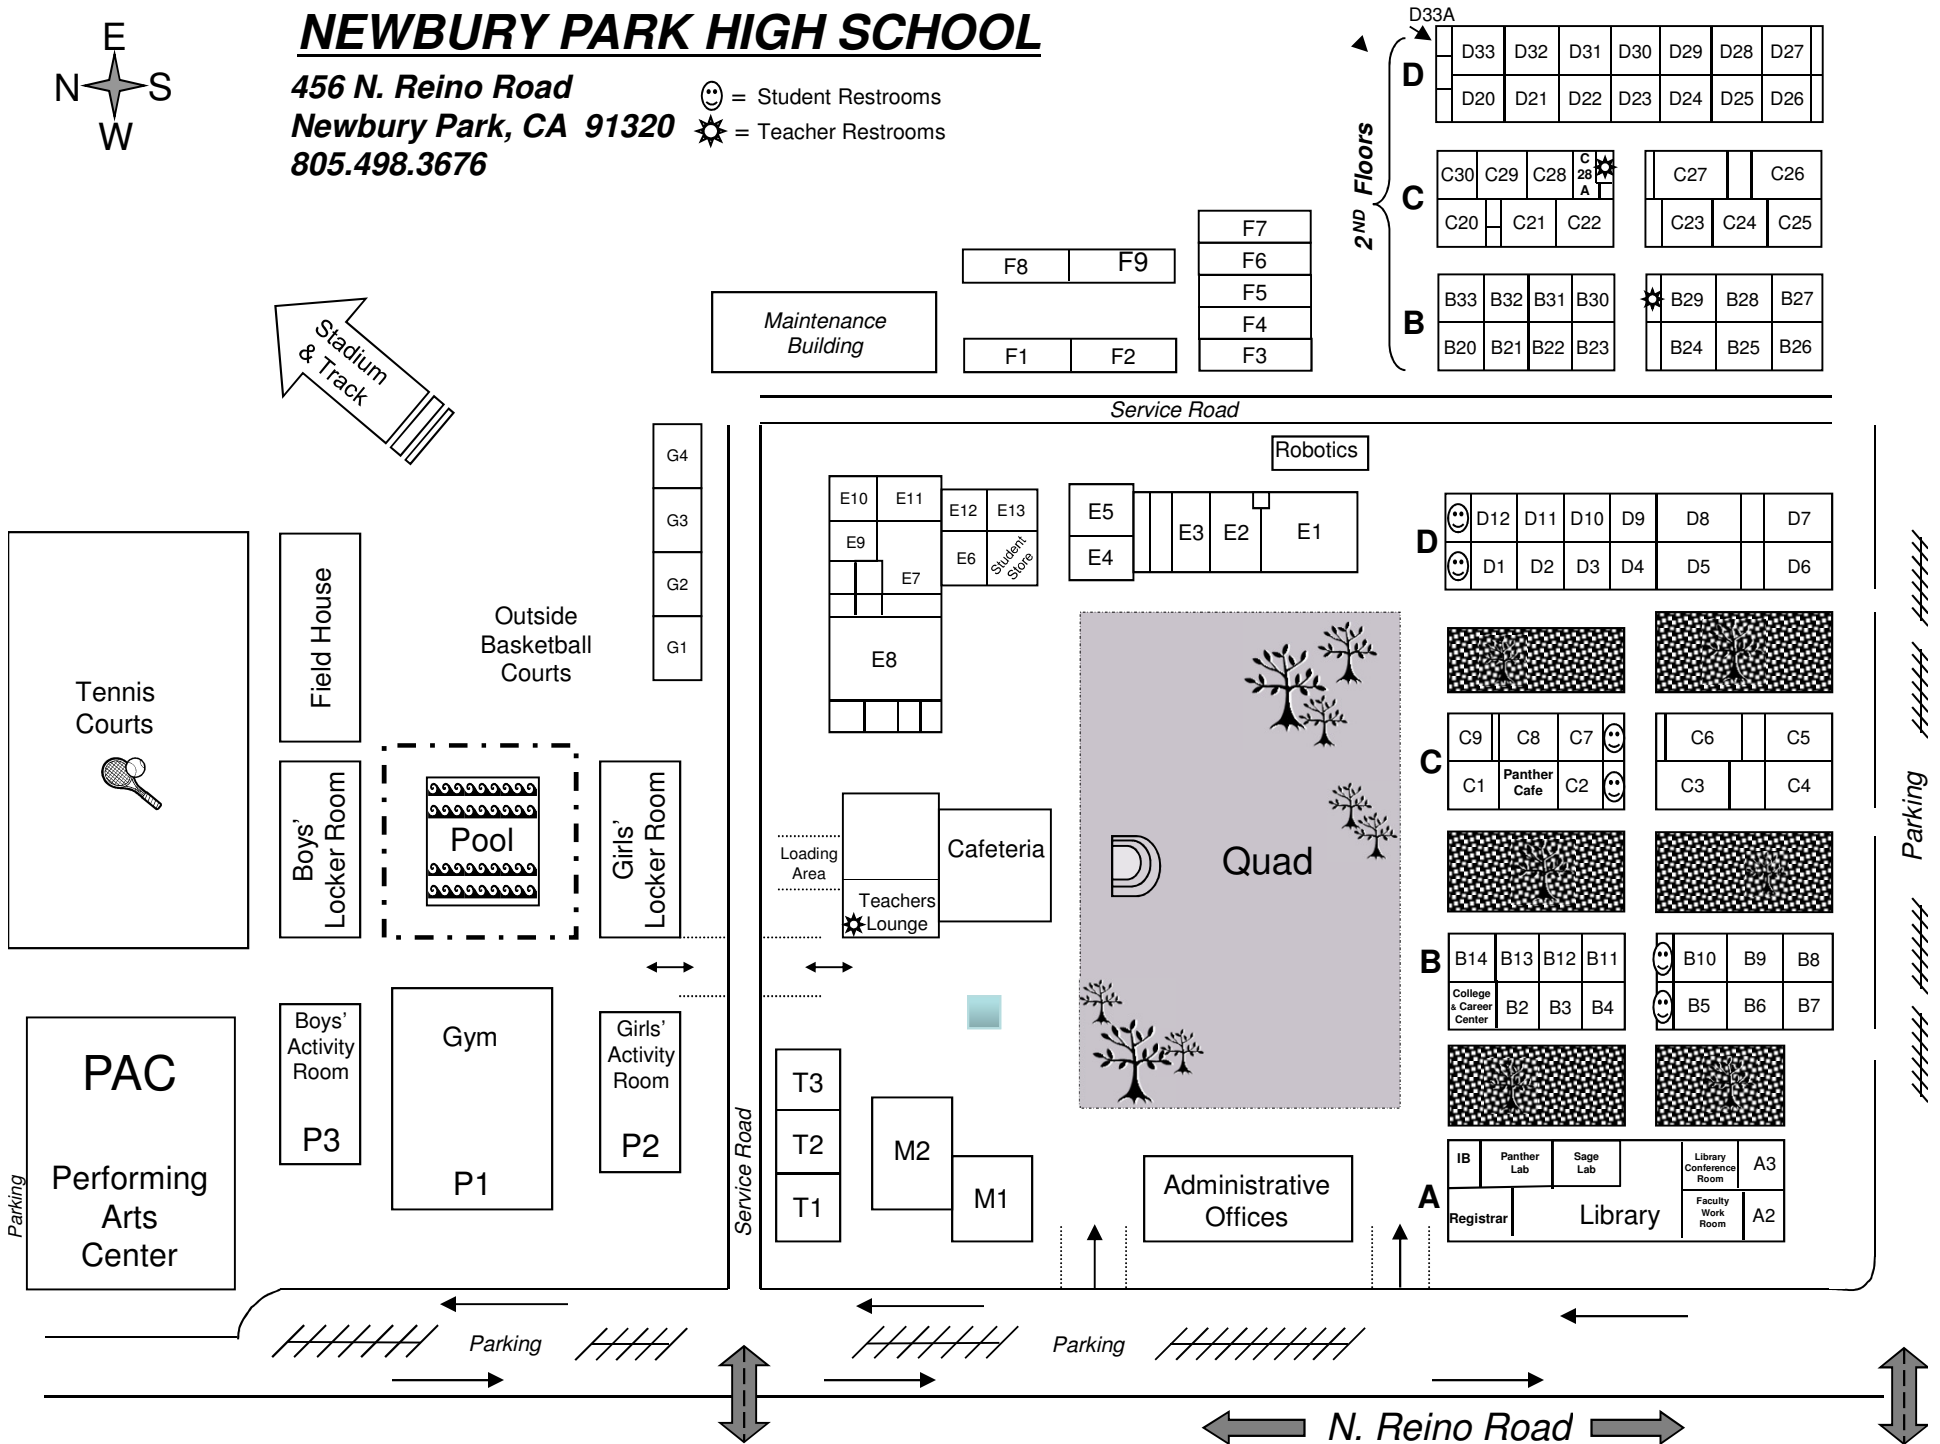 E
N S
W
NEWBURY PARK HIGH SCHOOL
456 N. Reino Road
Newbury Park, CA 91320
805.498.3676
= Student Restrooms
= Teacher Restrooms
D33A
2ND Floors
D
D33 D32 D31 D30 D29 D28 D27
D20 D21 D22 D23 D24 D25 D26
C
C30 C29 C28 C 28 A C27 C26
C20 C21 C22 C23 C24 C25
B
B33 B32 B31 B30 B29 B28 B27
B20 B21 B22 B23 B24 B25 B26
F7
F6
F5
F4
F3
F8 F9
F1 F2
Maintenance
Building
Stadium
& Track
Service Road
Robotics
G4
G3
G2
G1
E10 E11
E12 E13
E9
E6 Student
Store
E7
E8
E5
E4
E3 E2 E1
D
D12 D11 D10 D9 D8 D7
D1 D2 D3 D4 D5 D6
Tennis
Courts
Field House
Outside
Basketball
Courts
Boys'
Locker Room
Pool
Girls'
Locker Room
Loading
Area
Cafeteria
Teachers
Lounge
Quad
C
C9 C8 C7 C6 C5
C1 Panther
Cafe C2 C3 C4
Parking
B
B14 B13 B12 B11 B10 B9 B8
College
& Career
Center B2 B3 B4 B5 B6 B7
PAC
Performing
Arts
Center
Parking
Boys'
Activity
Room
P3
Gym
P1
Girls'
Activity
Room
P2
Service Road
T3
T2
T1
M2
M1
Administrative
Offices
A
IB
Panther
Lab
Sage
Lab
Library
Conference
Room
A3
Registrar
Library
Faculty
Work
Room
A2
Parking
Parking
N. Reino Road